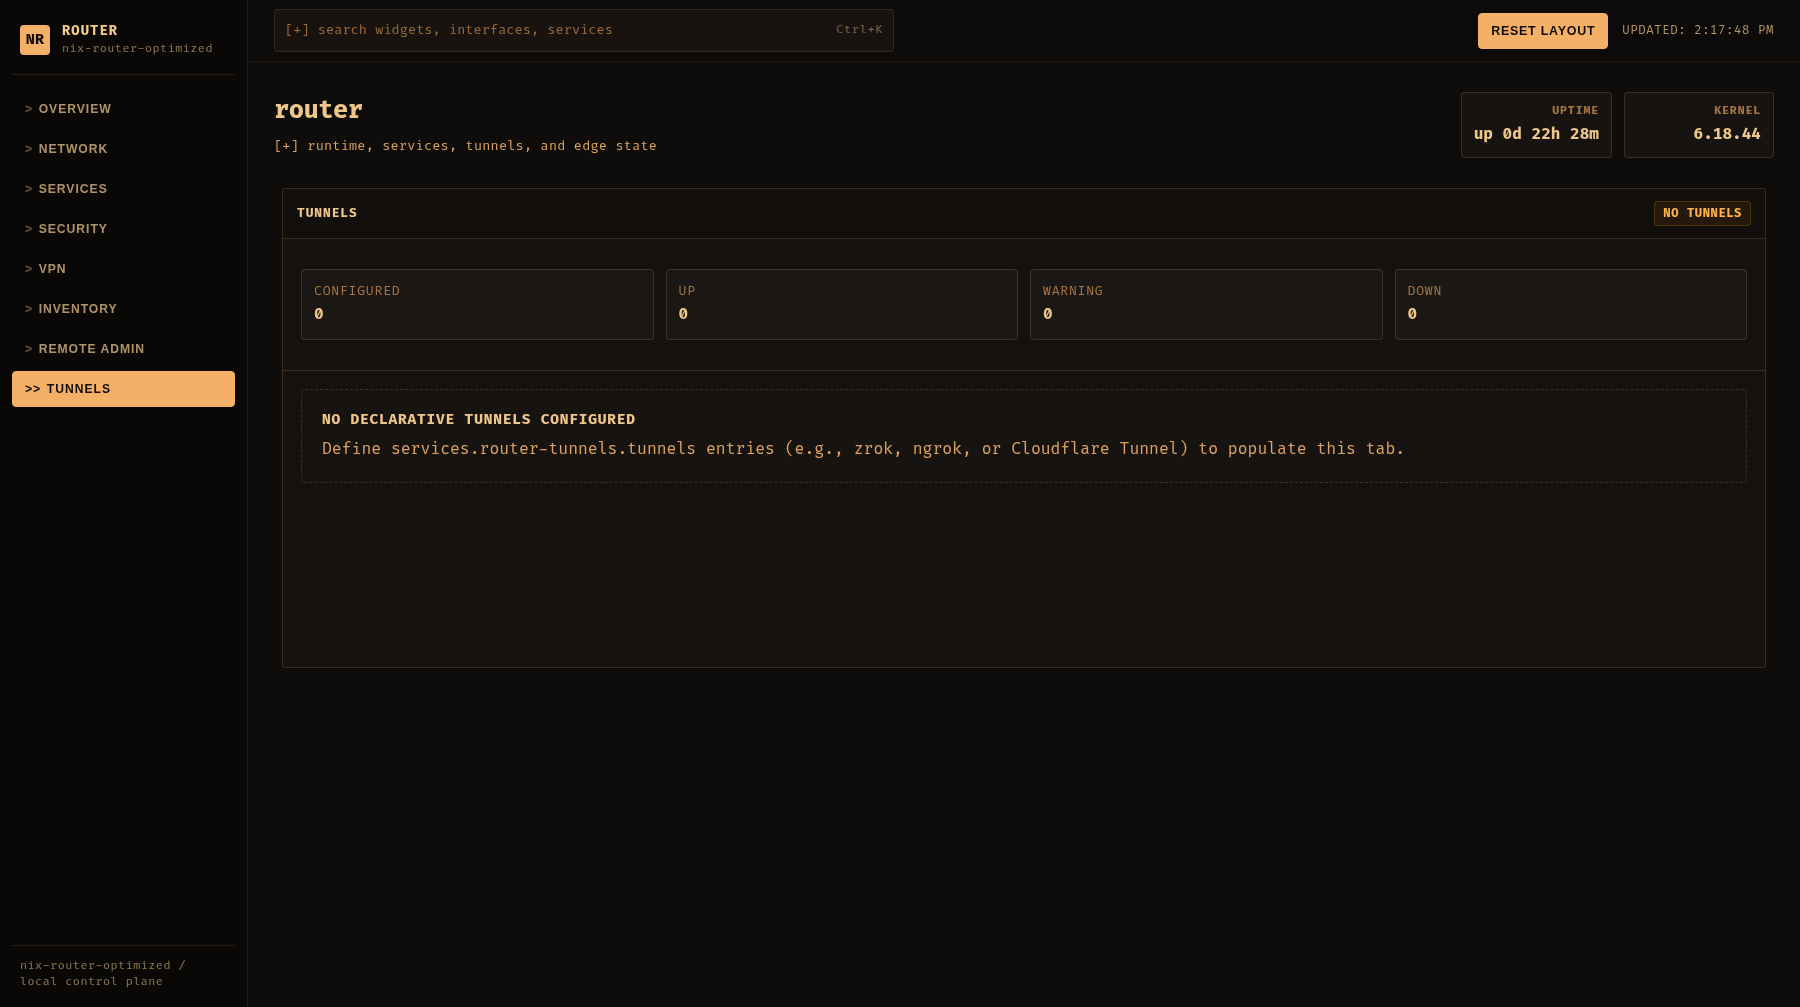 NR
ROUTER
nix-router-optimized
> OVERVIEW
> NETWORK
> SERVICES
> SECURITY
> VPN
> INVENTORY
> REMOTE ADMIN
>> TUNNELS
nix-router-optimized /
local control plane
[+] search widgets, interfaces, services
Ctrl+K
RESET LAYOUT
UPDATED: 2:17:48 PM
router
[+] runtime, services, tunnels, and edge state
UPTIME
up 0d 22h 28m
KERNEL
6.18.44
TUNNELS
NO TUNNELS
CONFIGURED
0
UP
0
WARNING
0
DOWN
0
NO DECLARATIVE TUNNELS CONFIGURED
Define services.router-tunnels.tunnels entries (e.g., zrok, ngrok, or Cloudflare Tunnel) to populate this tab.